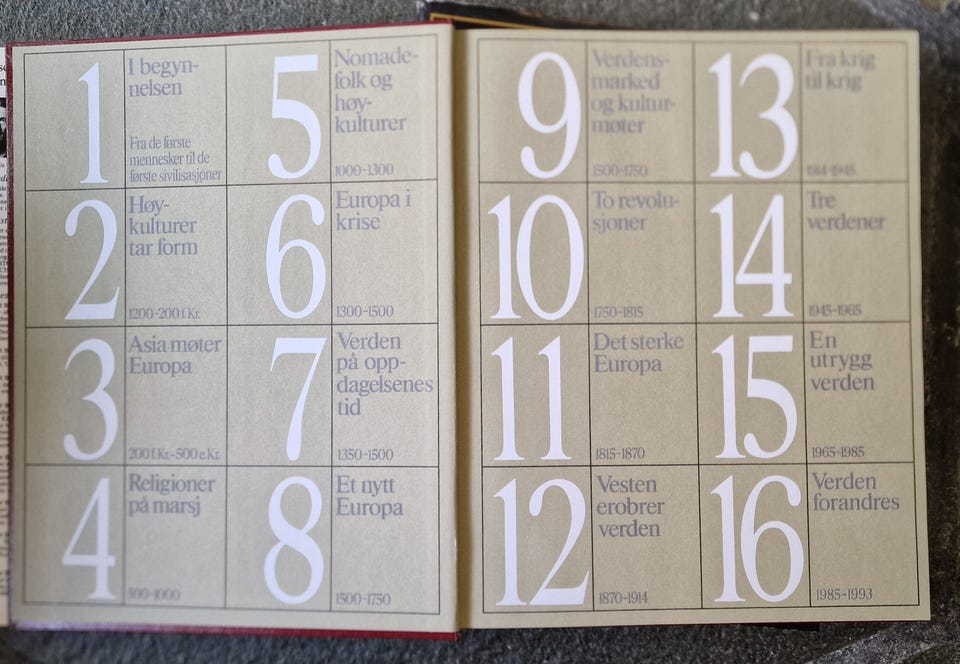 1
I begyn-
nelsen
Fra de første
mennesker til de
første sivilisasjoner
2
Høy-
kulturer
tar form
1200-200 f.Kr.
3
Asia møter
Europa
200 f.Kr.-500 e.Kr.
4
Religioner
på marsj
500-1000
5
Nomade-
folk og
høy-
kulturer
1000-1300
6
Europa i
krise
1300-1500
7
Verden
på opp-
dagelsenes
tid
1350-1500
8
Et nytt
Europa
1500-1750
9
Verdens-
marked
og kultur-
møter
1500-1750
10
To revolu-
sjoner
1750-1815
11
Det sterke
Europa
1815-1870
12
Vesten
erobrer
verden
1870-1914
13
Fra krig
til krig
1914-1945
14
Tre
verdener
1945-1965
15
En
utrygg
verden
1965-1985
16
Verden
forandres
1985-1993